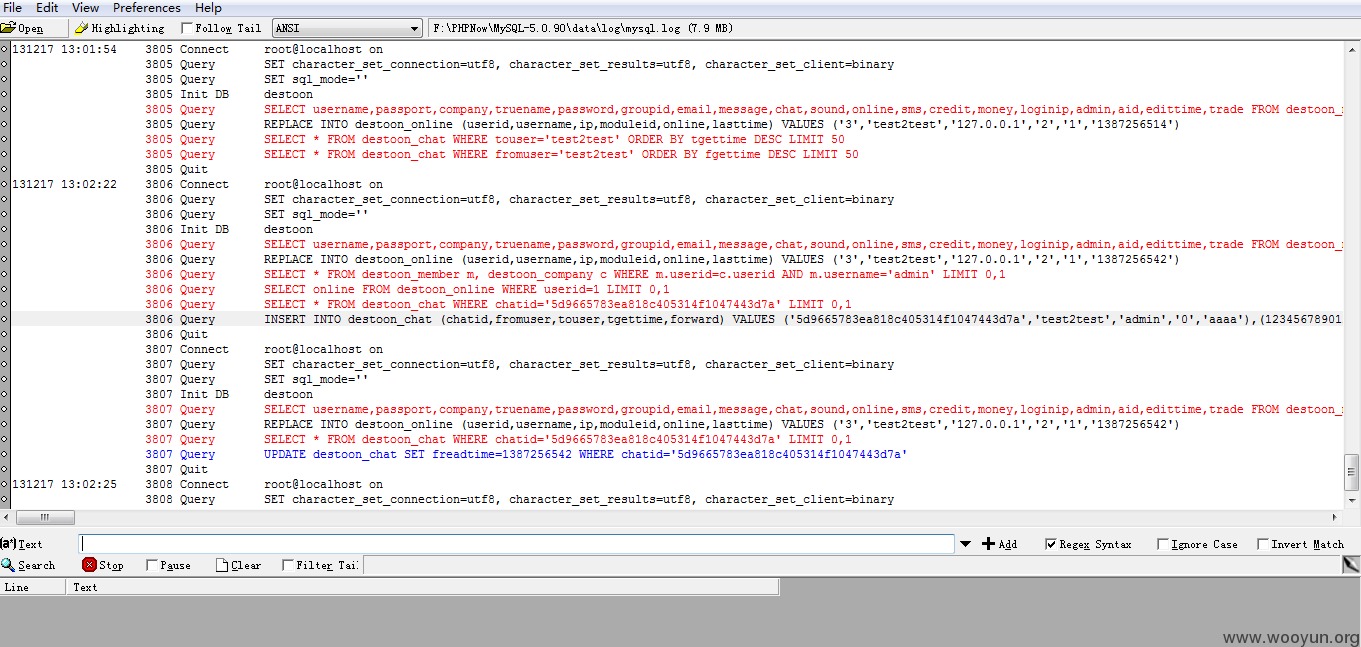 File Edit View Preferences Help
Open Highlighting Follow Tail ANSI F:\PHPNow\MySQL-5.0.90\data\log\mysql.log (7.9 MB)
131217 13:01:54 3805 Connect root@localhost on
3805 Query SET character_set_connection=utf8, character_set_results=utf8, character_set_client=binary
3805 Query SET sql_mode=''
3805 Init DB destoon
3805 Query SELECT username,passport,company,truename,password,groupid,email,message,chat,sound,online,sms,credit,money,loginip,admin,aid,edittime,trade FROM destoon_
3805 Query REPLACE INTO destoon_online (userid,username,ip,moduleid,online,lasttime) VALUES ('3','test2test','127.0.0.1','2','1','1387256514')
3805 Query SELECT * FROM destoon_chat WHERE touser='test2test' ORDER BY tgettime DESC LIMIT 50
3805 Query SELECT * FROM destoon_chat WHERE fromuser='test2test' ORDER BY fgettime DESC LIMIT 50
3805 Quit
131217 13:02:22 3806 Connect root@localhost on
3806 Query SET character_set_connection=utf8, character_set_results=utf8, character_set_client=binary
3806 Query SET sql_mode=''
3806 Init DB destoon
3806 Query SELECT username,passport,company,truename,password,groupid,email,message,chat,sound,online,sms,credit,money,loginip,admin,aid,edittime,trade FROM destoon_
3806 Query REPLACE INTO destoon_online (userid,username,ip,moduleid,online,lasttime) VALUES ('3','test2test','127.0.0.1','2','1','1387256542')
3806 Query SELECT * FROM destoon_member m, destoon_company c WHERE m.userid=c.userid AND m.username='admin' LIMIT 0,1
3806 Query SELECT online FROM destoon_online WHERE userid=1 LIMIT 0,1
3806 Query SELECT * FROM destoon_chat WHERE chatid='5d9665783ea818c405314f1047443d7a' LIMIT 0,1
3806 Query INSERT INTO destoon_chat (chatid,fromuser,touser,tgettime,forward) VALUES ('5d9665783ea818c405314f1047443d7a','test2test','admin','0','aaaa'),(12345678901
3806 Quit
3807 Connect root@localhost on
3807 Query SET character_set_connection=utf8, character_set_results=utf8, character_set_client=binary
3807 Query SET sql_mode=''
3807 Init DB destoon
3807 Query SELECT username,passport,company,truename,password,groupid,email,message,chat,sound,online,sms,credit,money,loginip,admin,aid,edittime,trade FROM destoon_
3807 Query REPLACE INTO destoon_online (userid,username,ip,moduleid,online,lasttime) VALUES ('3','test2test','127.0.0.1','2','1','1387256542')
3807 Query SELECT * FROM destoon_chat WHERE chatid='5d9665783ea818c405314f1047443d7a' LIMIT 0,1
3807 Query UPDATE destoon_chat SET freadtime=1387256542 WHERE chatid='5d9665783ea818c405314f1047443d7a'
3807 Quit
131217 13:02:25 3808 Connect root@localhost on
3808 Query SET character_set_connection=utf8, character_set_results=utf8, character_set_client=binary
(a*) Text Add Regex Syntax Ignore Case Invert Match
Search Stop Pause Clear Filter Tai
Line Text
www.wooyun.org